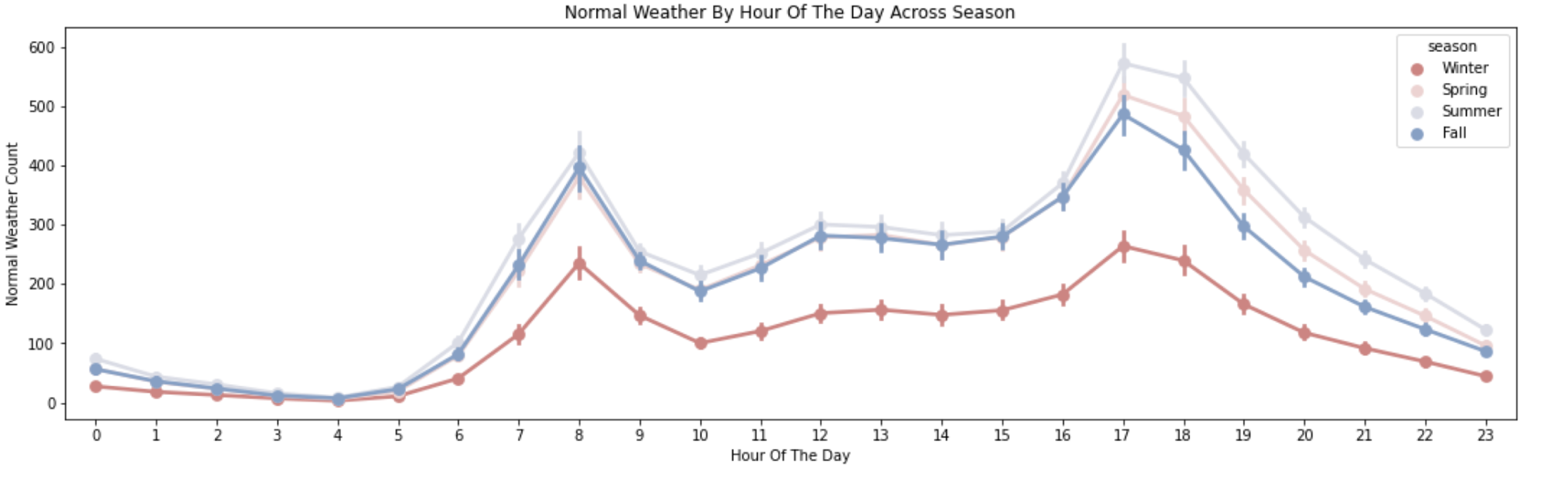 Normal Weather By Hour Of The Day Across Season
Normal Weather Count
600
500
400
300
200
100
0
season
Winter
Spring
Summer
Fall
0 1 2 3 4 5 6 7 8 9 10 11 12 13 14 15 16 17 18 19 20 21 22 23
Hour Of The Day